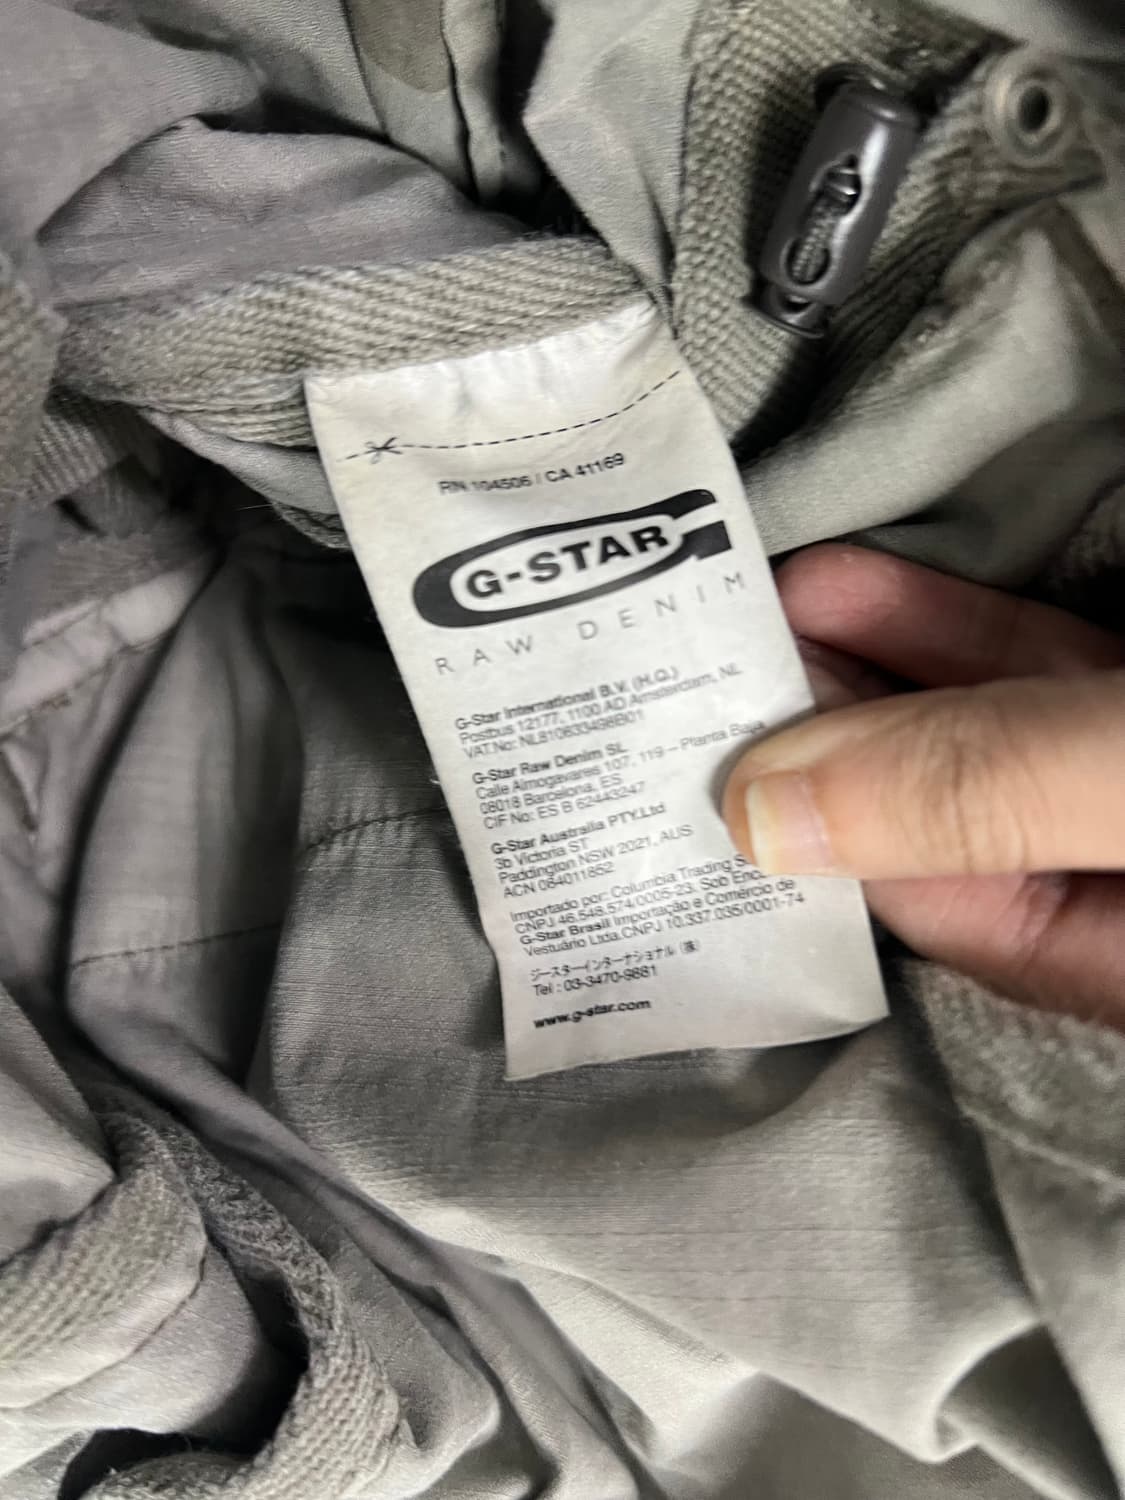 RN 104506 / CA 41169
G-STAR
RAW DENIM
G-Star International B.V. (H.Q.)
Postbus 12177, 1100 AD Amsterdam, NL
VAT.No: NL810633498B01
G-Star Raw Denim SL
Calle Almogavares 107, 119 – Planta Baja
08018 Barcelona, ES
CIF No: ES B 62443247
G-Star Australia PTY.Ltd
3b Victoria ST
Paddington NSW 2021, AUS
ACN 084011852
Importado por: Columbia Trading
CNPJ 46.548.574/0005-23. Sob
G-Star Brasil Importação e Comércio de
Vestuário Ltda.CNPJ 10.337.035/0001-74
ジースターインターナショナル (株)
Tel : 03-3470-9881
www.g-star.com